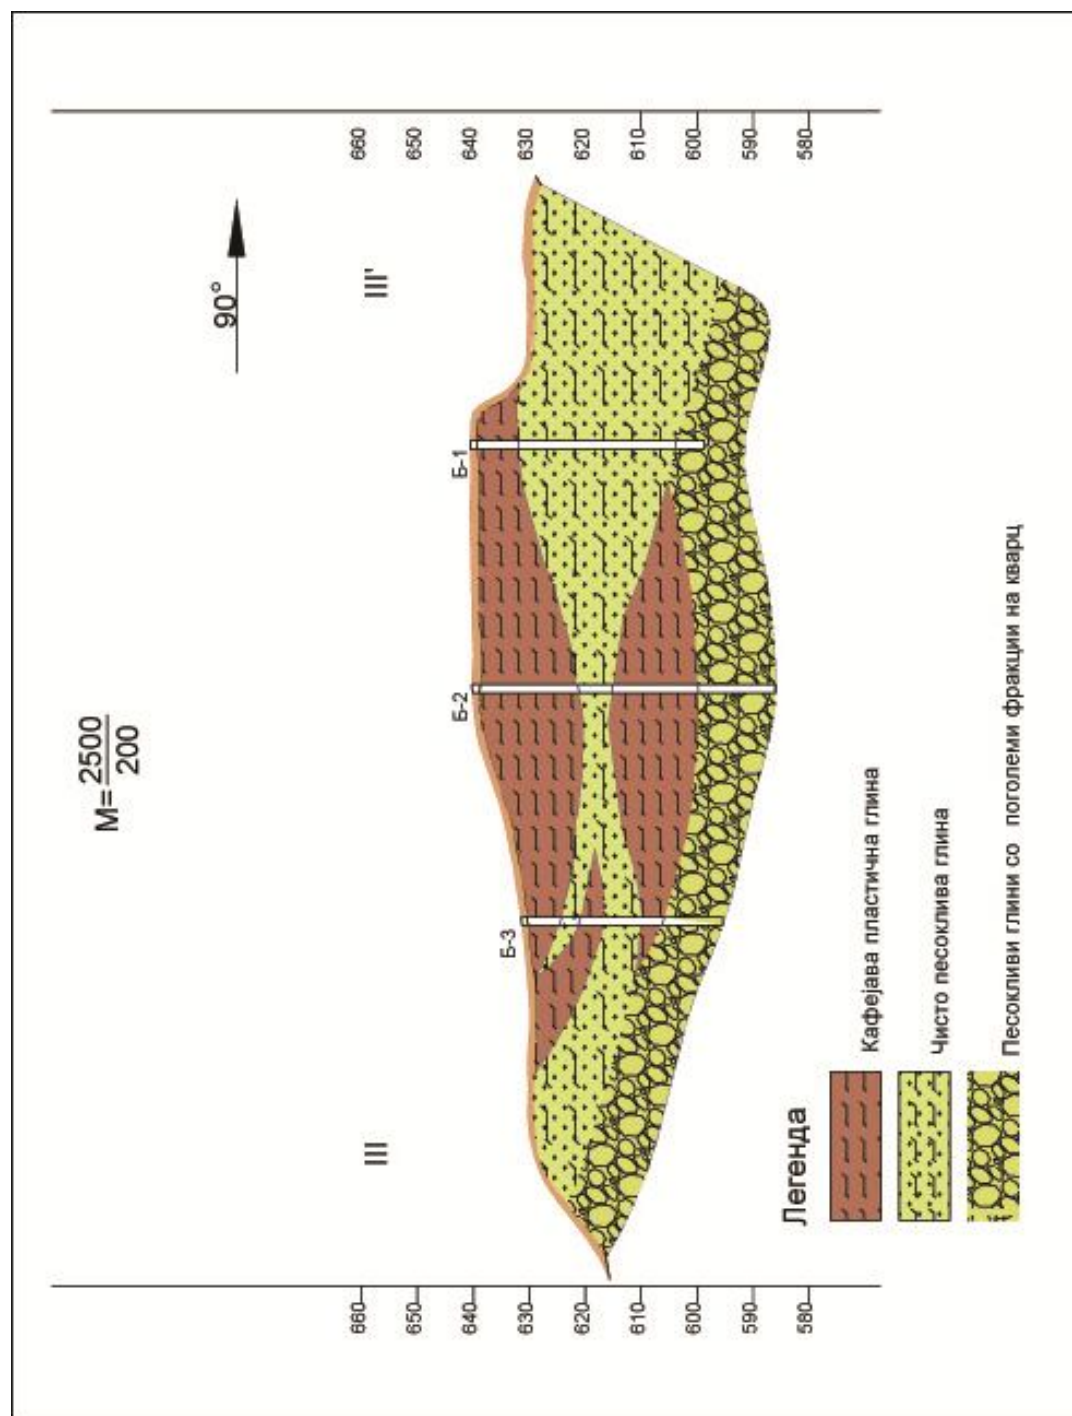 М=2500
200
90°
III
III'
660
650
640
630
620
610
600
590
580
660
650
640
630
620
610
600
590
580
Б-3
Б-2
Б-1
Легенда
Кафејава пластична глина
Чисто песоклива глина
Песокливи глини со поголеми фракции на кварц